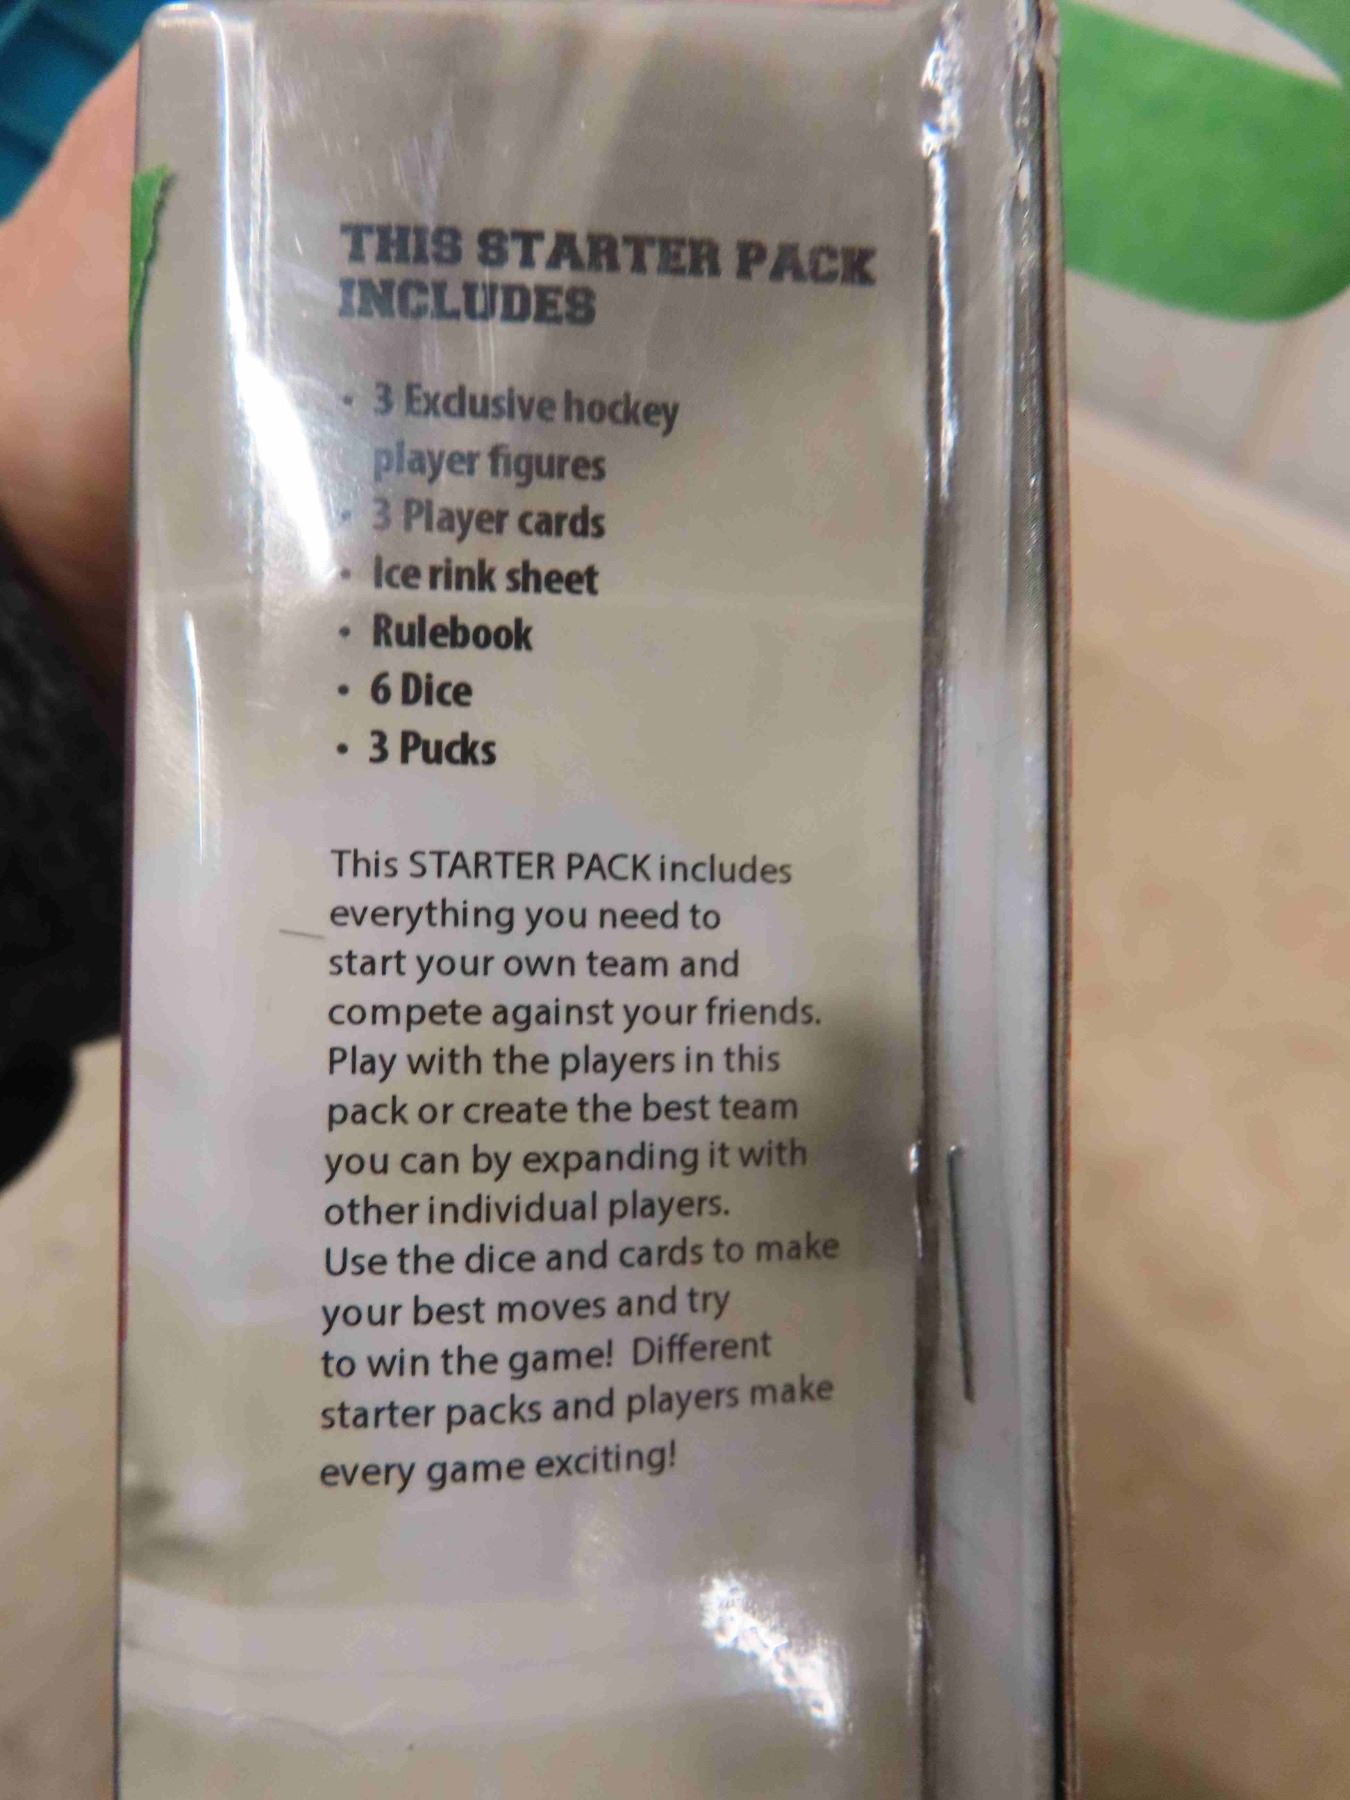 THIS STARTER PACK
INCLUDES
• 3 Exclusive hockey
player figures
• 3 Player cards
• Ice rink sheet
• Rulebook
• 6 Dice
• 3 Pucks
This STARTER PACK includes
everything you need to
start your own team and
compete against your friends.
Play with the players in this
pack or create the best team
you can by expanding it with
other individual players.
Use the dice and cards to make
your best moves and try
to win the game! Different
starter packs and players make
every game exciting!